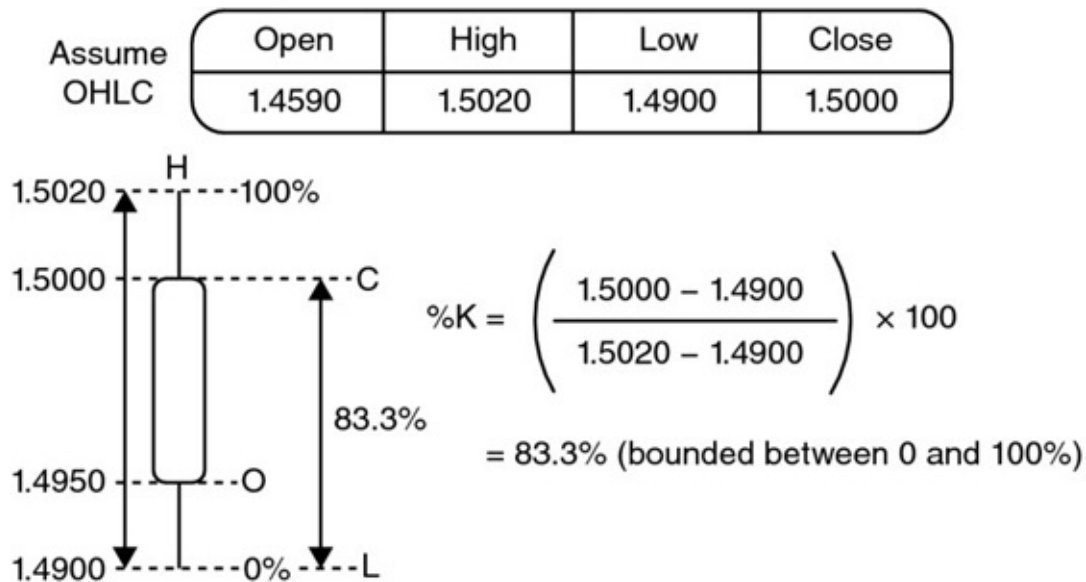 Assume OHLC
Open High Low Close
1.4590 1.5020 1.4900 1.5000
H
1.5020 100%
1.5000 C
%K = ( 1.5000 – 1.4900 / 1.5020 – 1.4900 ) × 100
83.3%
= 83.3% (bounded between 0 and 100%)
1.4950 O
1.4900 0% L